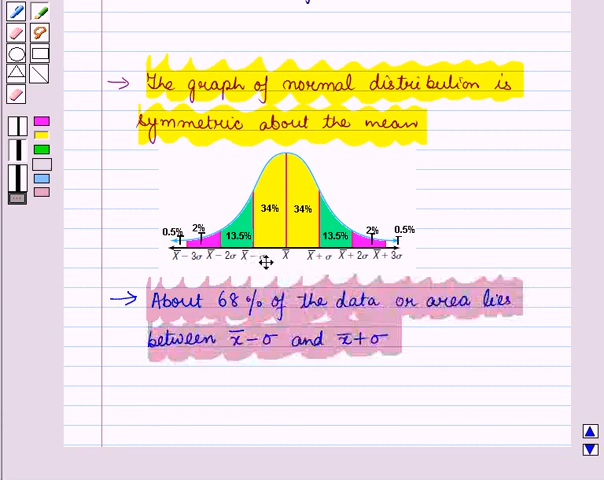 → The graph of normal distribution is
symmetric about the mean
34% 34%
0.5% 2% 13.5% 13.5% 2% 0.5%
X̅ − 3σ X̅ − 2σ X̅ − σ X̅ X̅ + σ X̅ + 2σ X̅ + 3σ
→ About 68% of the data or area lies
between x̅−σ and x̅+σ